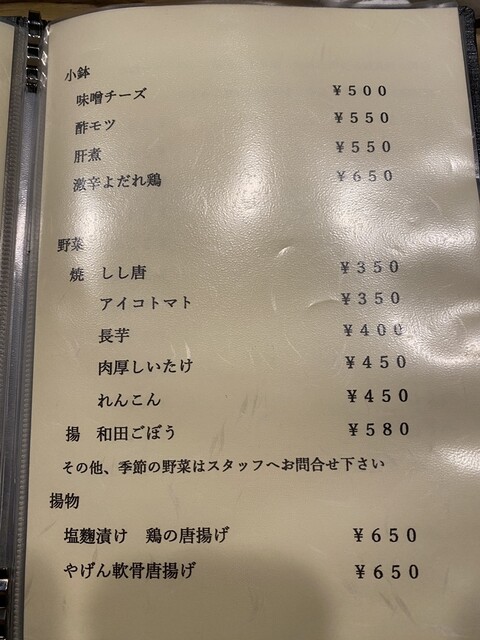 小鉢
味噌チーズ ¥500
酢モツ ¥550
肝煮 ¥550
激辛よだれ鶏 ¥650
野菜
焼 しし唐 ¥350
アイコトマト ¥350
長芋 ¥400
肉厚しいたけ ¥450
れんこん ¥450
揚 和田ごぼう ¥580
その他、季節の野菜はスタッフへお問合せ下さい
揚物
塩麹漬け 鶏の唐揚げ ¥650
やげん軟骨唐揚げ ¥650